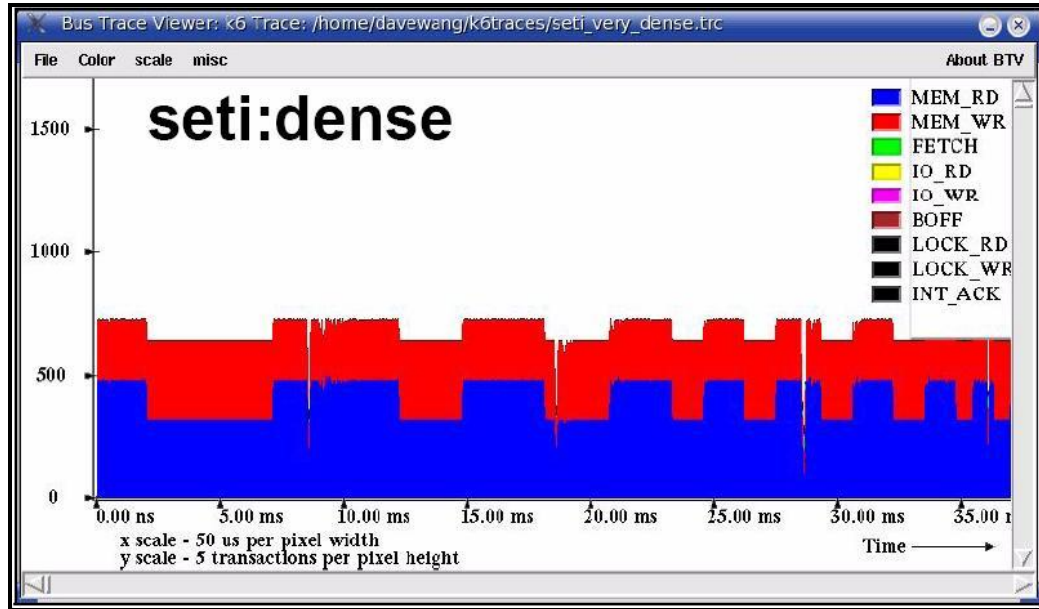 Bus Trace Viewer: k6 Trace: /home/davewang/k6traces/seti_very_dense.trc
File Color scale misc About BTV
seti:dense
MEM_RD
MEM_WR
FETCH
IO_RD
IO_WR
BOFF
LOCK_RD
LOCK_WR
INT_ACK
1500
1000
500
0
0.00 ns 5.00 ms 10.00 ms 15.00 ms 20.00 ms 25.00 ms 30.00 ms 35.00
x scale - 50 us per pixel width
y scale - 5 transactions per pixel height
Time